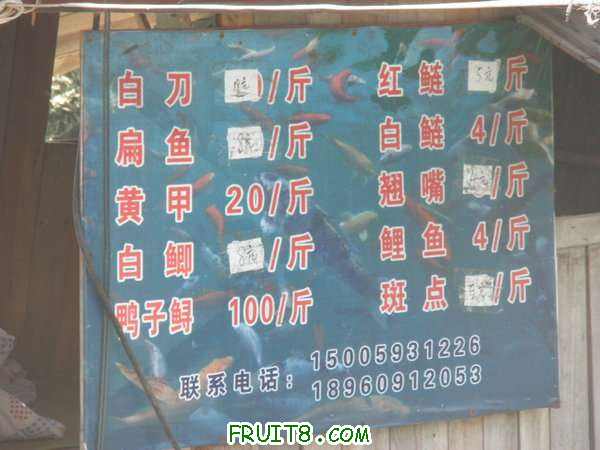 白刀 /斤
扁鱼 /斤
黄甲 20/斤
白鲫 /斤
鸭子鲟 100/斤
红鲢 5元 斤
白鲢 4/斤
翘嘴 /斤
鲤鱼 4/斤
斑点 /斤
联系电话：15005931226
18960912053
FRUIT8.COM